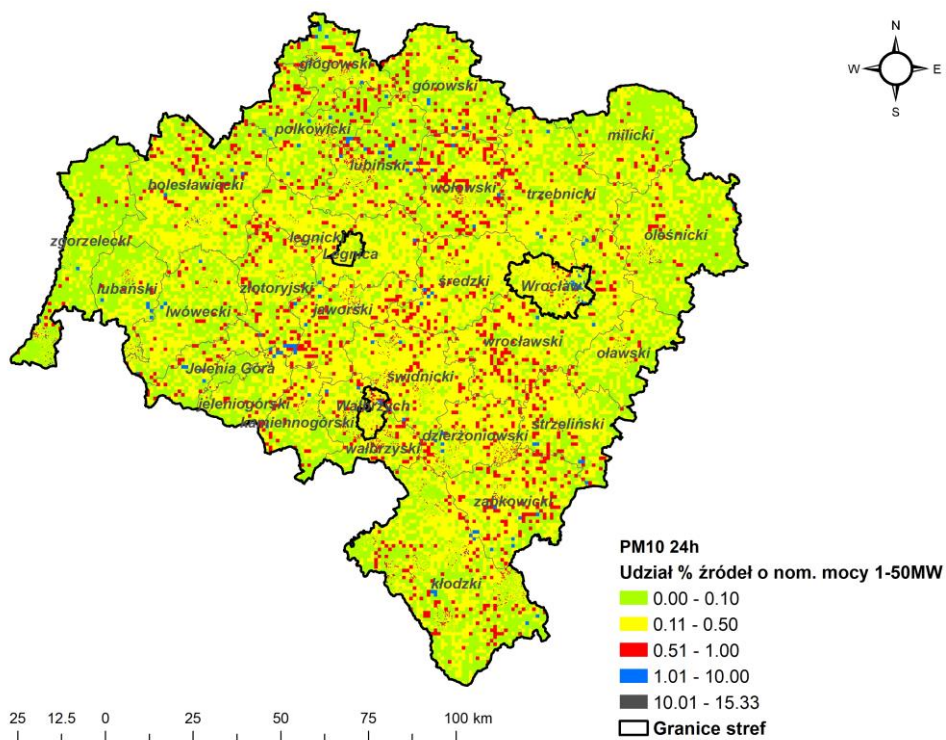 N
W E
S
głogowski
górowski
polkowicki
milicki
lubiński
bolesławiecki
wołowski
trzebnicki
zgorzelecki
legnicki
oleśnicki
Legnica
lubański
złotoryjski
średzki
Wrocław
lwówecki
jaworski
wrocławski
oławski
Jelenia Góra
świdnicki
jeleniogórski
Wałbrzych
kamiennogórski
strzeliński
wałbrzyski
dzierżoniowski
ząbkowicki
kłodzki
PM10 24h
Udział % źródeł o nom. mocy 1-50MW
0.00 - 0.10
0.11 - 0.50
0.51 - 1.00
1.01 - 10.00
10.01 - 15.33
Granice stref
25 12.5 0 25 50 75 100 km